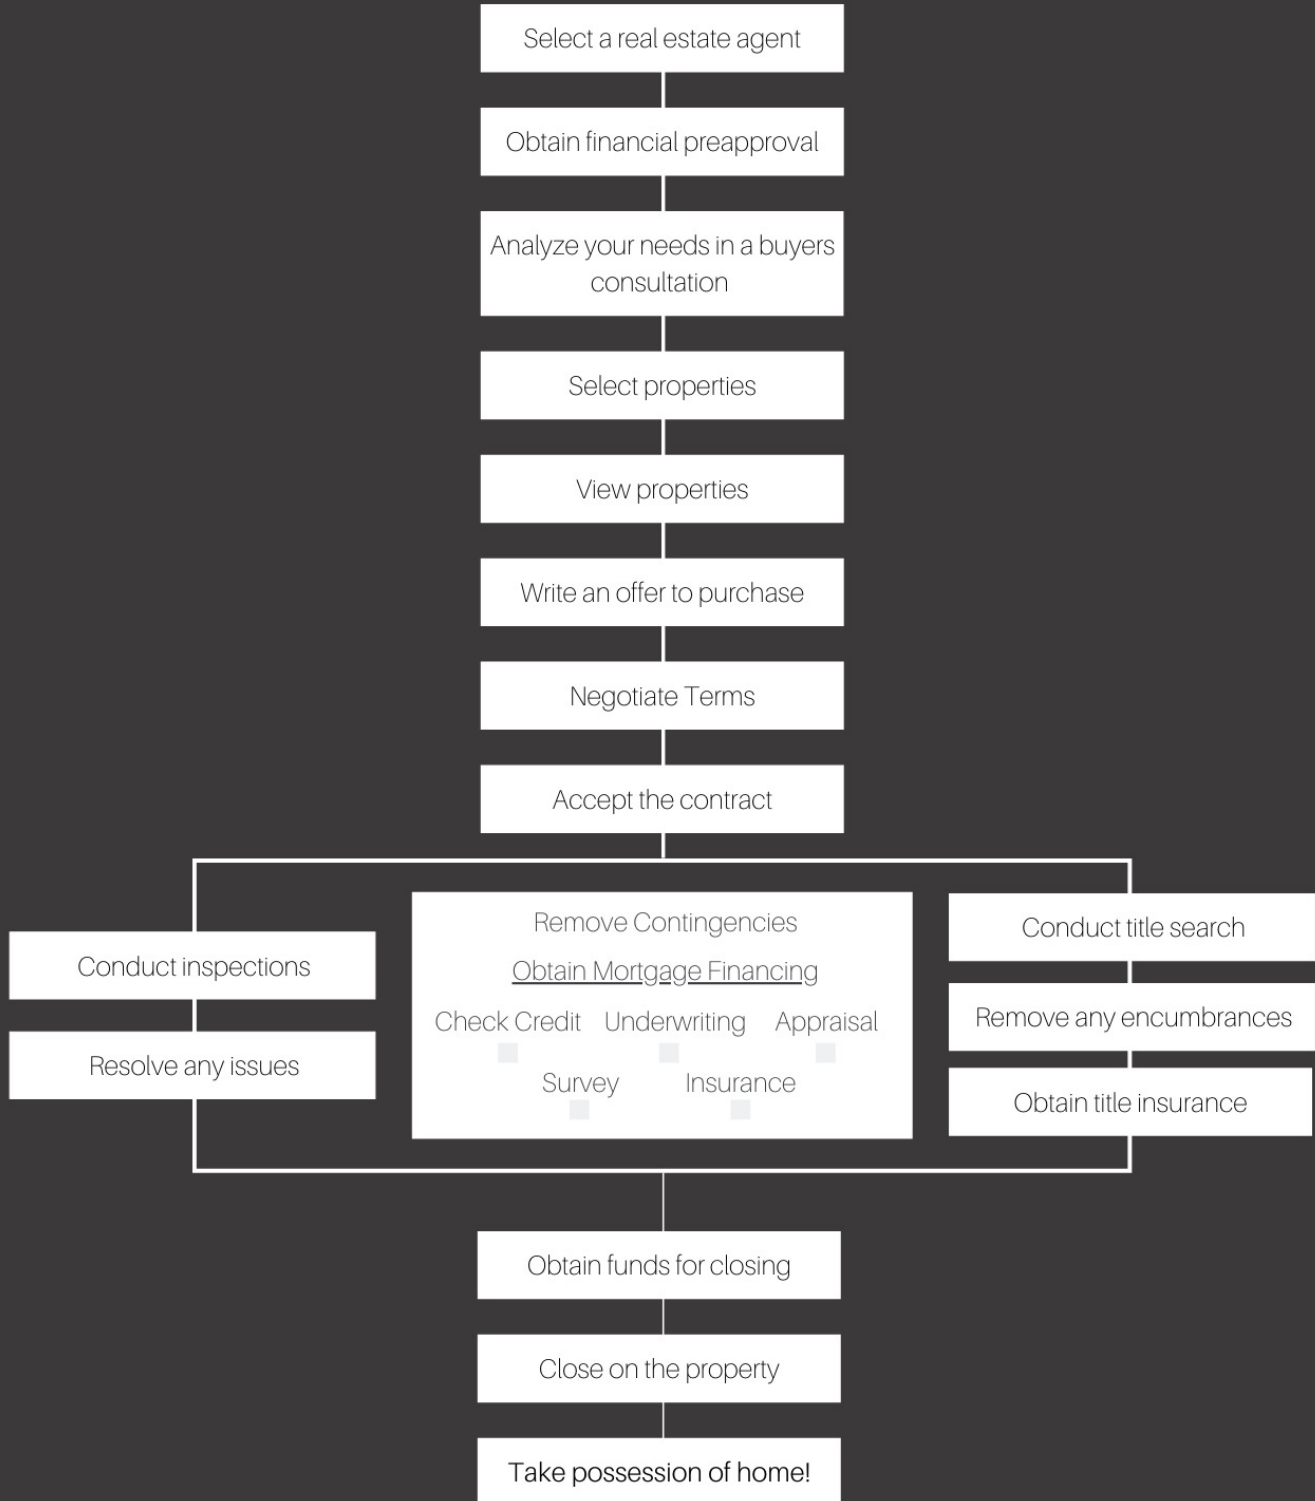 Select a real estate agent
Obtain financial preapproval
Analyze your needs in a buyers
consultation
Select properties
View properties
Write an offer to purchase
Negotiate Terms
Accept the contract
Conduct inspections
Resolve any issues
Remove Contingencies
Obtain Mortgage Financing
Check Credit Underwriting Appraisal
Survey Insurance
Conduct title search
Remove any encumbrances
Obtain title insurance
Obtain funds for closing
Close on the property
Take possession of home!